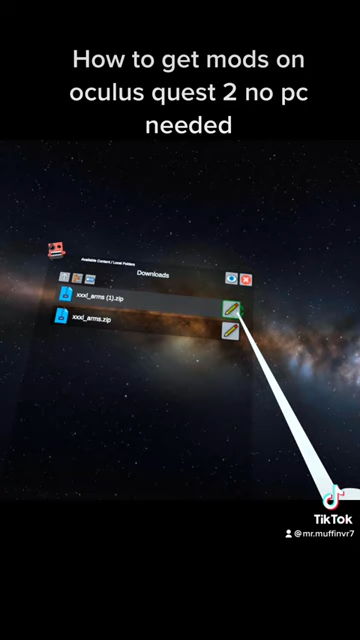 How to get mods on
oculus quest 2 no pc
needed
Available Content / Local Folders
Downloads
?
xxxl_arms (1).zip
xxxl_arms.zip
TikTok
@mr.muffinvr7